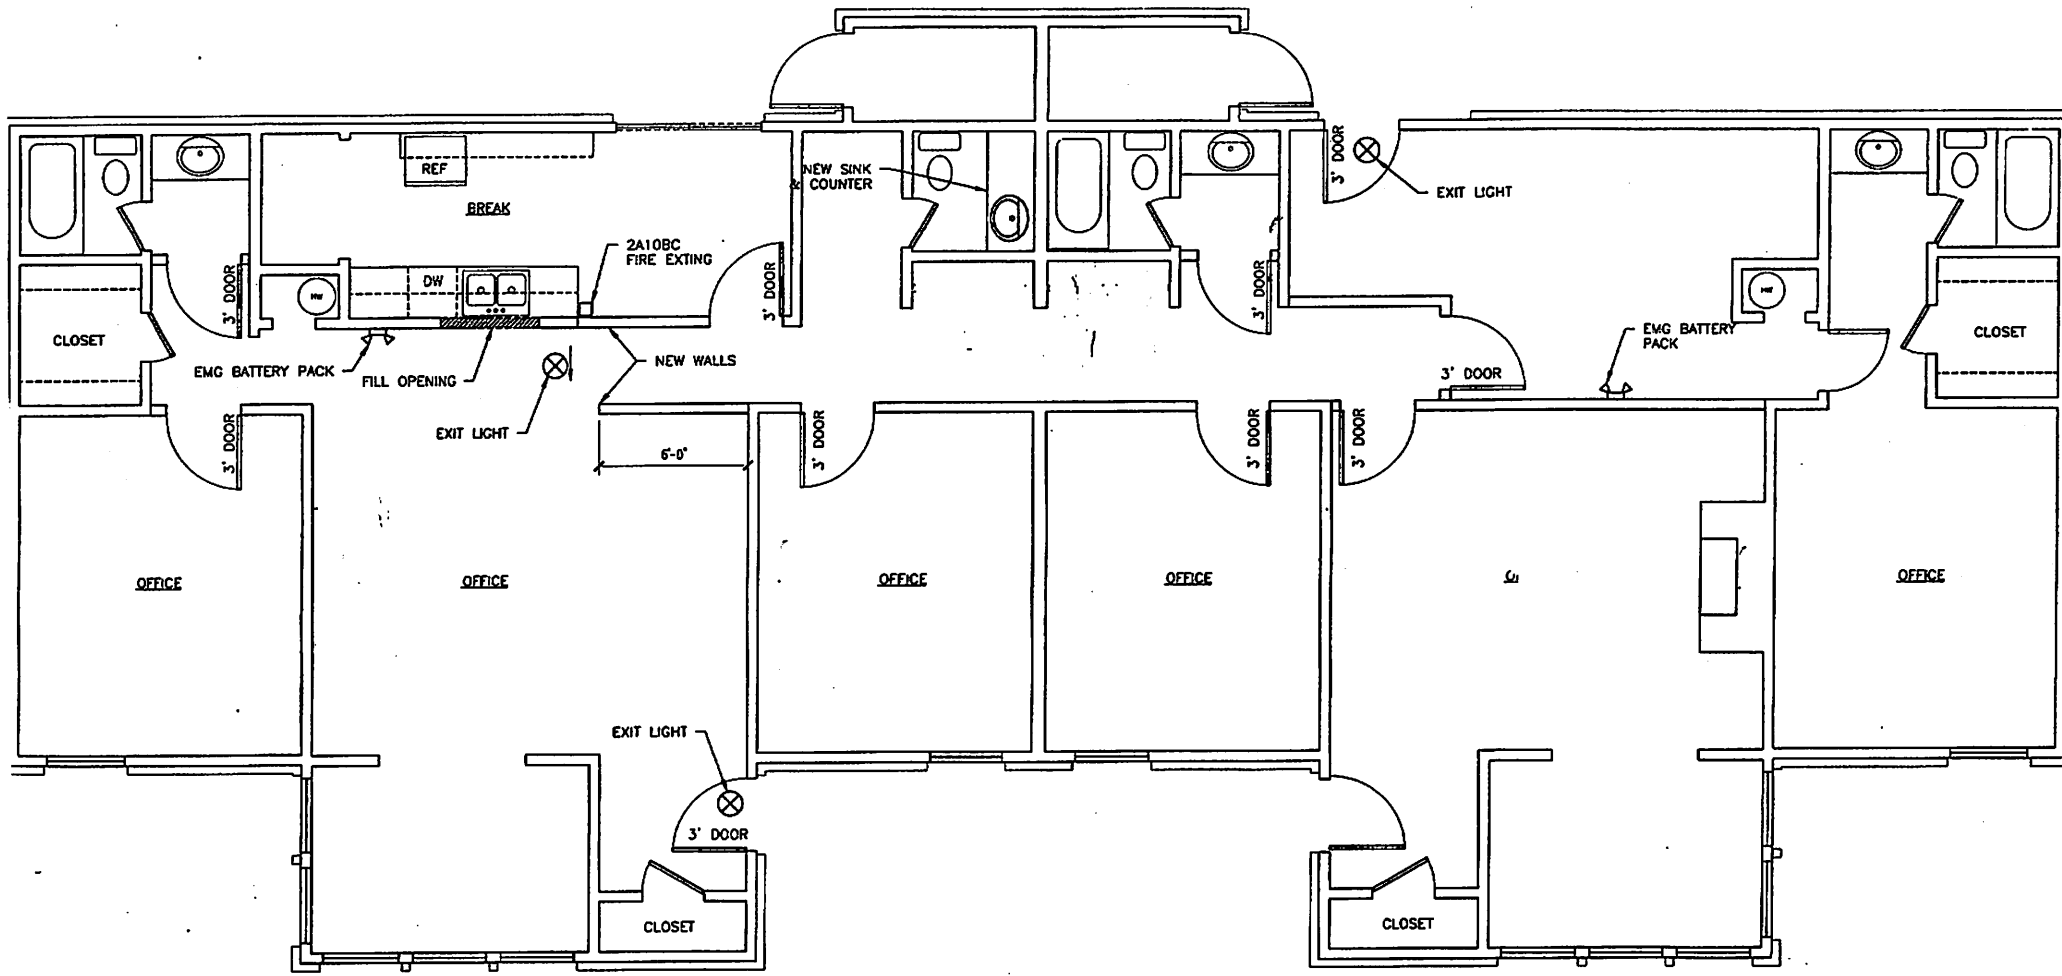 REF
BREAK
NEW SINK
& COUNTER
3' DOOR
EXIT LIGHT
2A10BC
FIRE EXTING
DW
HW
3' DOOR
3' DOOR
3' DOOR
CLOSET
EMG BATTERY PACK
FILL OPENING
NEW WALLS
EMG BATTERY
PACK
HW
CLOSET
3' DOOR
EXIT LIGHT
3' DOOR
6'-0"
3' DOOR
3' DOOR
3' DOOR
OFFICE
OFFICE
OFFICE
OFFICE
OFFICE
EXIT LIGHT
3' DOOR
CLOSET
CLOSET